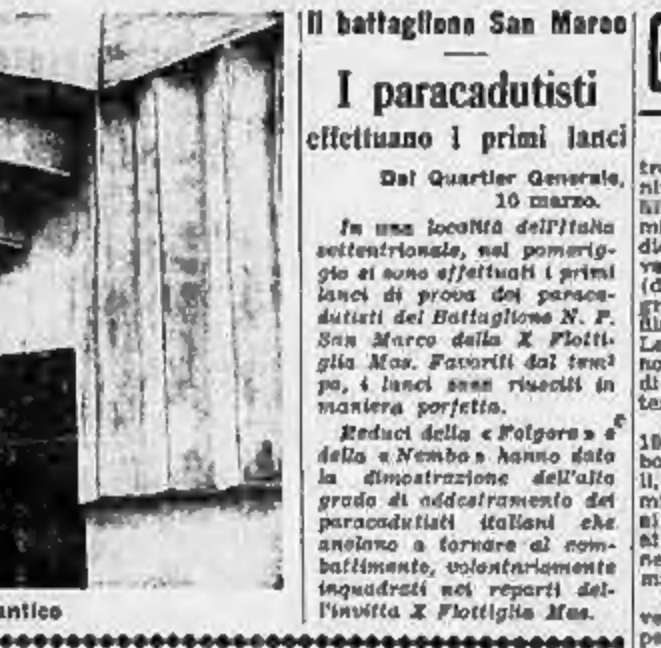 Il battaglione San Marco
I paracadutisti
effettuano i primi lanci
Dal Quartier Generale,
10 marzo.
In una località dell'Italia
settentrionale, nel pomerig-
gio si sono effettuati i primi
lanci di prova dei paraca-
dutisti del Battaglione N. P.
San Marco della X Flotti-
glia Mas. Favoriti dal tem-
po, i lanci sono riusciti in
maniera perfetta.
Reduci della « Folgore » e
della « Nembo » hanno dato
la dimostrazione dell'alto
grado di addestramento dei
paracadutisti italiani che
anelano a tornare al com-
battimento, volontariamente
inquadrati nei reparti del-
l'invitta X Flottiglia Mas.
antico